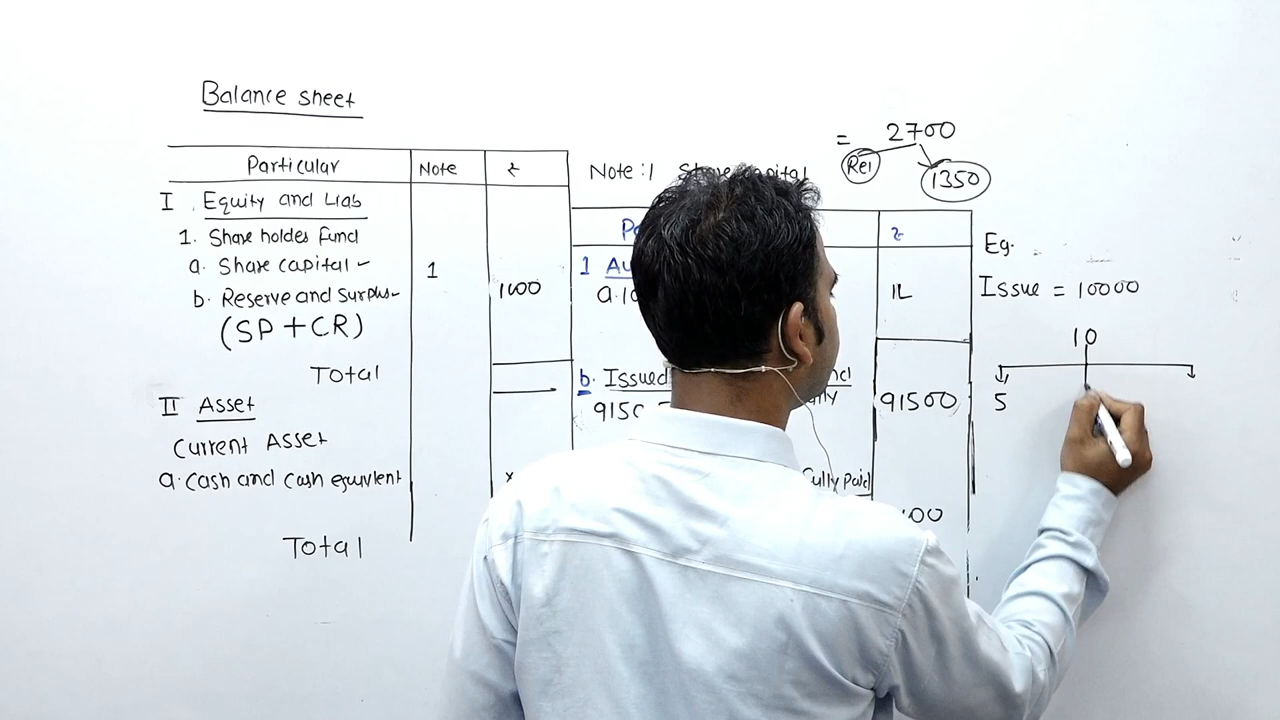 Balance sheet
Particular Note ₹
I Equity and Liab
1. Share holdes fund
a. Share capital 1
b. Reserve and Surplus 1000
(SP + CR)
Total
II Asset
Current Asset
a. cash and cash equivlent
Total
= 2700
Rei 1350
Note:1
₹
1
a.
1L
b. Issued
91500
Fully Paid
Eg.
Issue = 10000
10
5